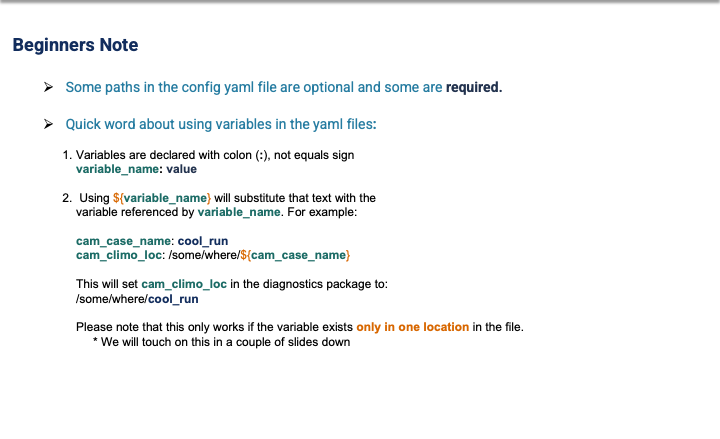 Beginners Note
➢ Some paths in the config yaml file are optional and some are required.
➢ Quick word about using variables in the yaml files:
1. Variables are declared with colon (:), not equals sign
variable_name: value
2. Using ${variable_name} will substitute that text with the
variable referenced by variable_name. For example:
cam_case_name: cool_run
cam_climo_loc: /some/where/${cam_case_name}
This will set cam_climo_loc in the diagnostics package to:
/some/where/cool_run
Please note that this only works if the variable exists only in one location in the file.
* We will touch on this in a couple of slides down